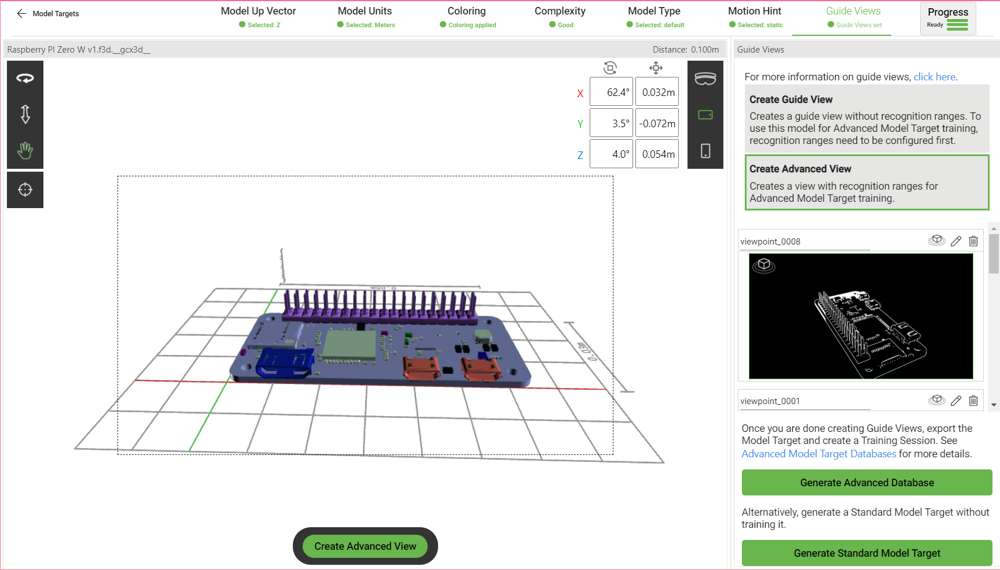 Model Targets
Model Up Vector
Selected: Z
Model Units
Selected: Meters
Coloring
Coloring applied
Complexity
Good
Model Type
Selected: default
Motion Hint
Selected: static
Guide Views
Guide Views set
Progress
Ready
Raspberry PI Zero W v1.f3d.__gcx3d__
Distance: 0.100m
X 62.4° 0.032m
Y 3.5° -0.072m
Z 4.0° 0.054m
0.06m
0.03m
Create Advanced View
Guide Views
For more information on guide views, click here.
Create Guide View
Creates a guide view without recognition ranges. To
use this model for Advanced Model Target training,
recognition ranges need to be configured first.
Create Advanced View
Creates a view with recognition ranges for
Advanced Model Target training.
viewpoint_0008
viewpoint_0001
Once you are done creating Guide Views, export the
Model Target and create a Training Session. See
Advanced Model Target Databases for more details.
Generate Advanced Database
Alternatively, generate a Standard Model Target without
training it.
Generate Standard Model Target